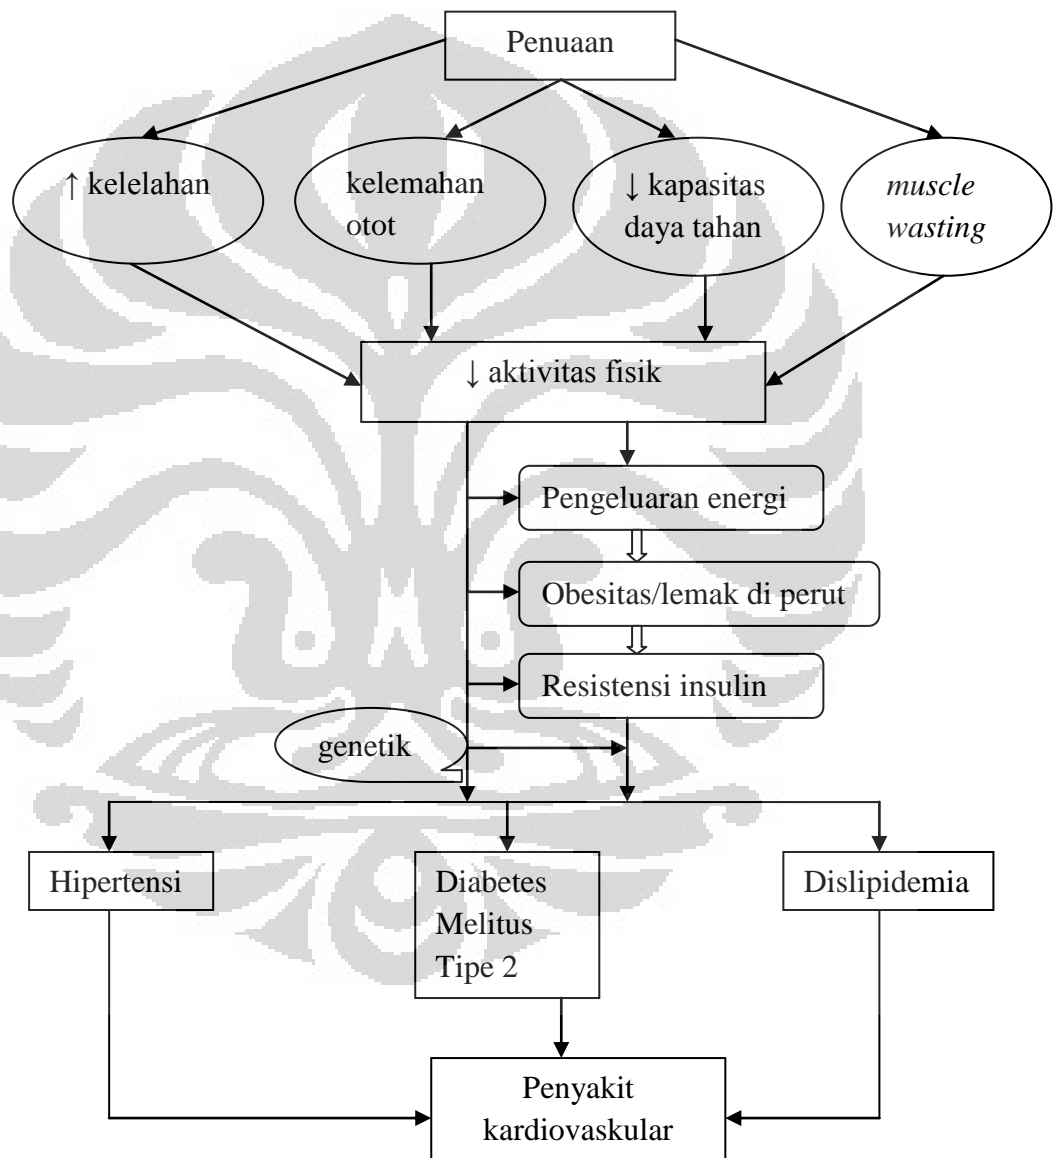 Penuaan
↑ kelelahan
kelemahan
otot
↓ kapasitas
daya tahan
muscle
wasting
↓ aktivitas fisik
Pengeluaran energi
Obesitas/lemak di perut
Resistensi insulin
genetik
Hipertensi
Diabetes
Melitus
Tipe 2
Dislipidemia
Penyakit
kardiovaskular